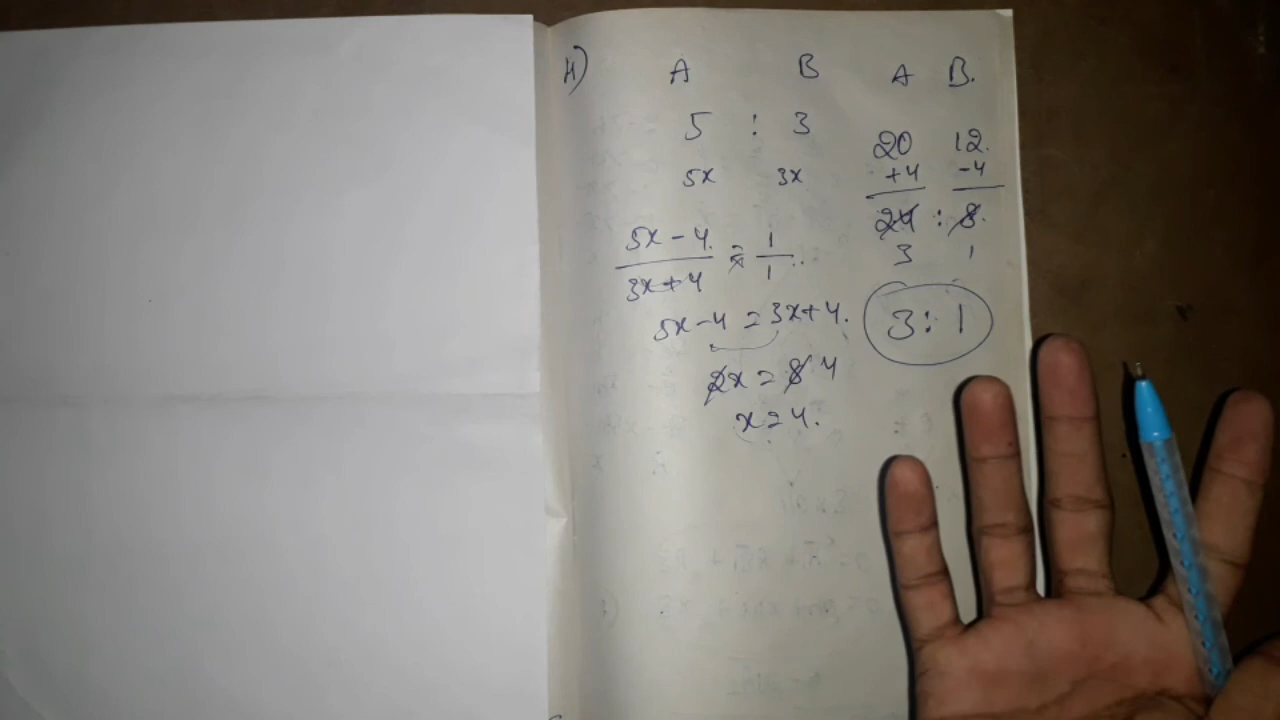 4)
A B
5 : 3
5x 3x
5x - 4 / 3x + 4 = 1 / 1
5x - 4 = 3x + 4.
2x = 8 4
x = 4.
A B.
20 12.
+4 -4
24 : 8.
3 1
3 : 1